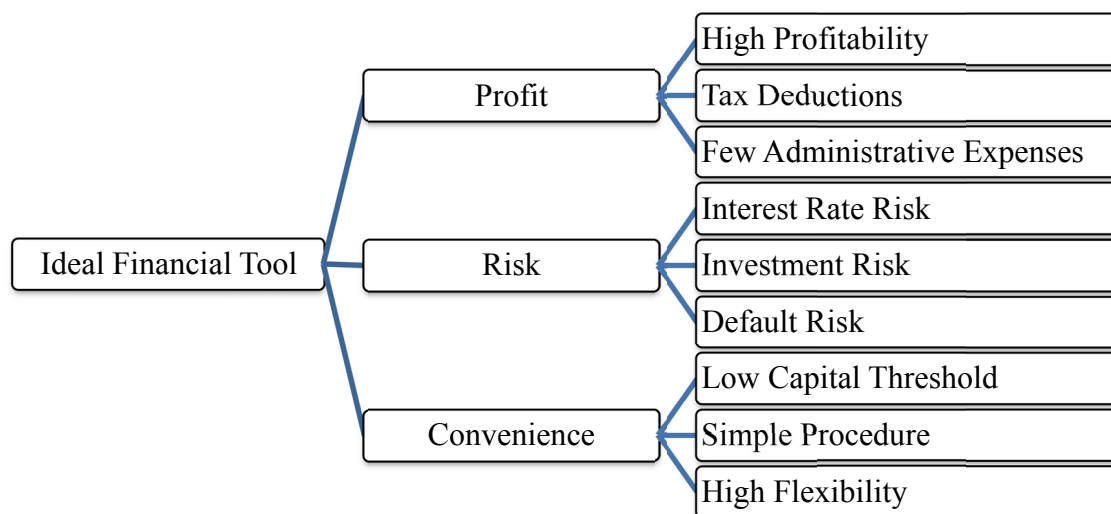 Ideal Financial Tool
Profit
High Profitability
Tax Deductions
Few Administrative Expenses
Risk
Interest Rate Risk
Investment Risk
Default Risk
Convenience
Low Capital Threshold
Simple Procedure
High Flexibility